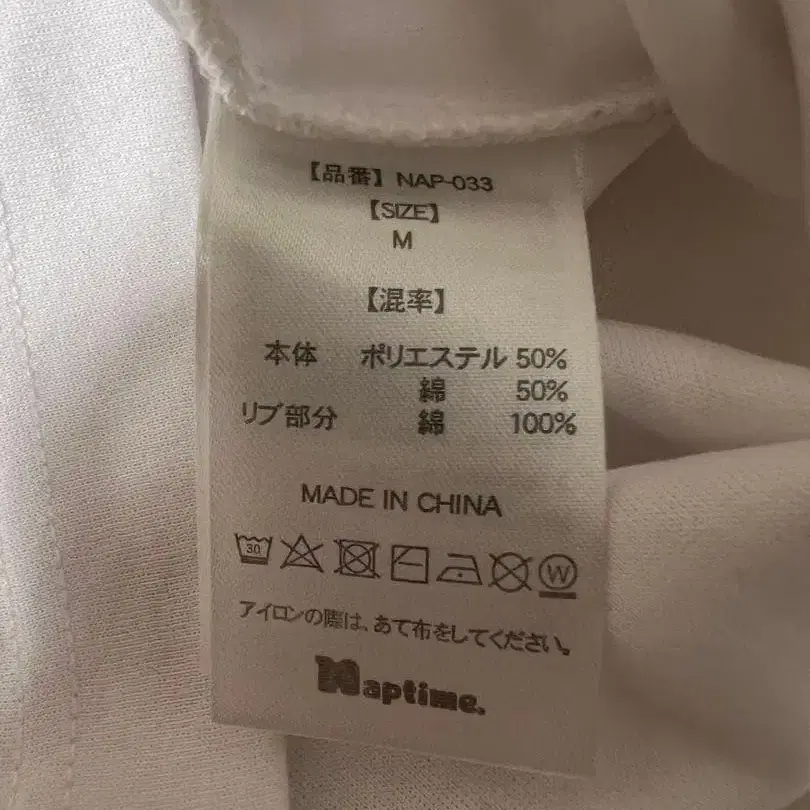 【品番】 NAP-033
【SIZE】
M
【混率】
本体 ポリエステル 50%
綿 50%
リブ部分 綿 100%
MADE IN CHINA
30 W
アイロンの際は、あて布をしてください。
Naptime.